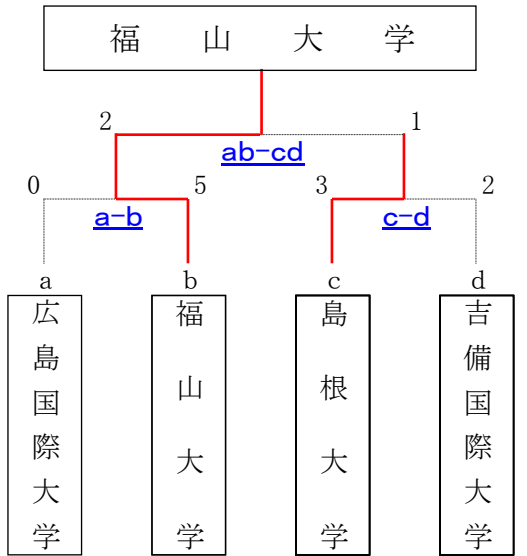 福山大学
2 1
ab-cd
0 5 3 2
a-b c-d
a b c d
広島国際大学
福山大学
島根大学
吉備国際大学